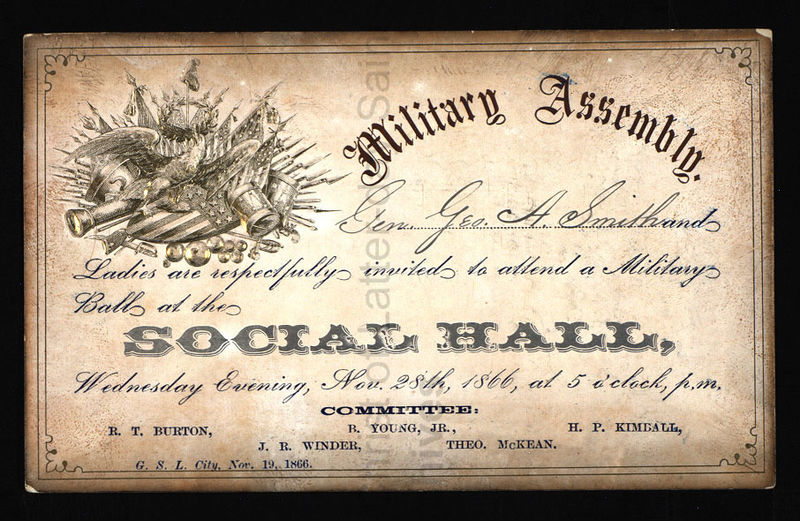 Military Assembly.
Gen. Geo. A. Smith and
Ladies are respectfully invited to attend a Military
Ball at the
SOCIAL HALL,
Wednesday Evening, Nov. 28th, 1866, at 5 o'clock, p.m.
COMMITTEE:
R. T. BURTON, B. YOUNG, JR., H. P. KIMBALL,
J. R. WINDER, THEO. McKEAN.
G. S. L. City, Nov. 19, 1866.